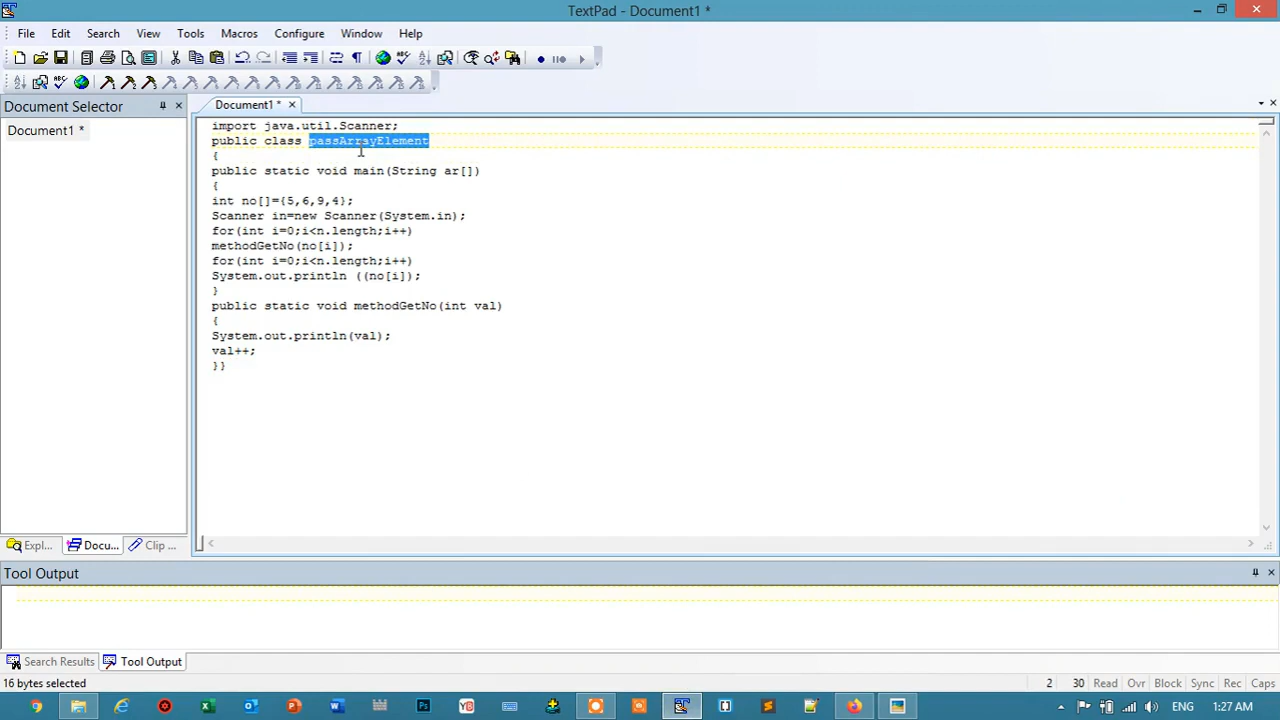 TextPad - Document1 *
File Edit Search View Tools Macros Configure Window Help
Document Selector
Document1 *
Document1 *
import java.util.Scanner;
public class passArrayElement
{
public static void main(String ar[])
{
int no[]={5,6,9,4};
Scanner in=new Scanner(System.in);
for(int i=0;i<n.length;i++)
methodGetNo(no[i]);
for(int i=0;i<n.length;i++)
System.out.println ((no[i]);
}
public static void methodGetNo(int val)
{
System.out.println(val);
val++;
}}
Expl... Docu... Clip ...
Tool Output
Search Results Tool Output
16 bytes selected 2 30 Read Ovr Block Sync Rec Caps
ENG 1:27 AM